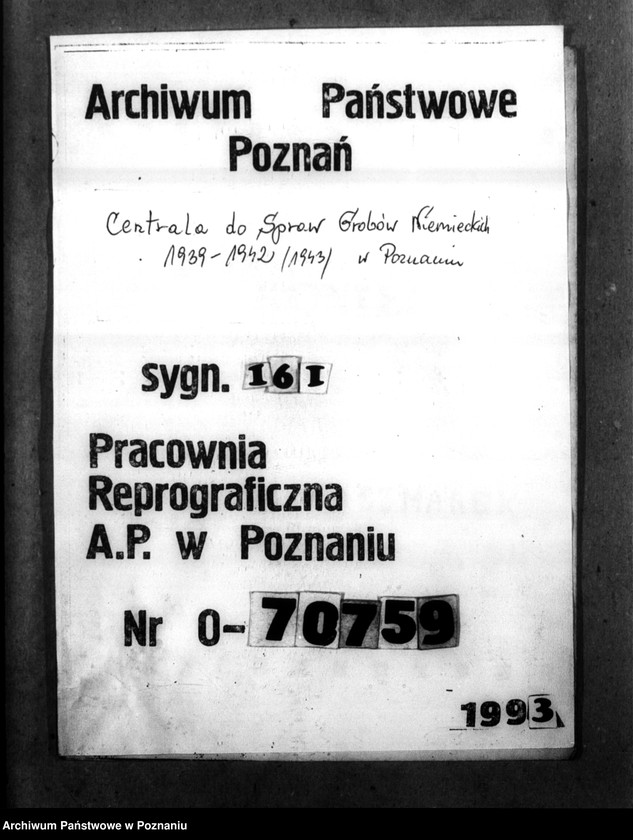 Archiwum Państwowe
Poznań
Centrala do Spraw Grobów Niemieckich
1939-1942 /1943/ w Poznaniu
sygn. 161
Pracownia
Reprograficzna
A.P. w Poznaniu
Nr 0-70759
1993
Archiwum Państwowe w Poznaniu